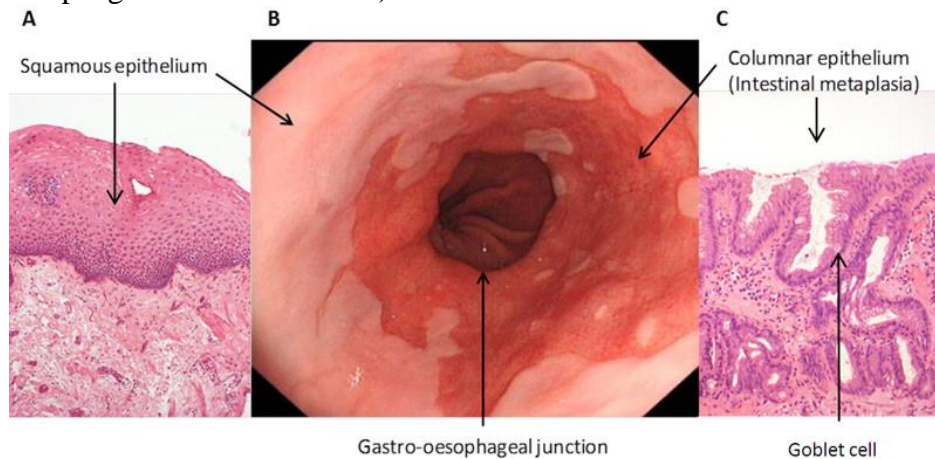 A
B
C
Squamous epithelium
Columnar epithelium
(Intestinal metaplasia)
Gastro-oesophageal junction
Goblet cell